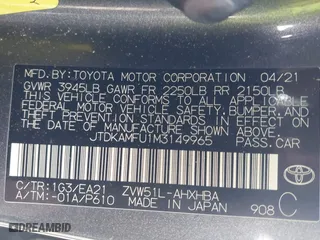 MFD.BY:TOYOTA MOTOR CORPORATION 04/21
GVWR 3945LB GAWR FR 2250LB RR 2150LB
THIS VEHICLE CONFORMS TO ALL APPLICABLE
FEDERAL MOTOR VEHICLE SAFETY, BUMPER, AND
THEFT PREVENTION STANDARDS IN EFFECT ON THE DATE OF
MANUFACTURE SHOWN ABOVE.
JTDKAMFU1M3149965 PASS.CAR
C/TR:1G3/EA21 ZVW51L-AHXHBA
A/TM:-01A/P610 MADE IN JAPAN 908 C
TOYOTA
DREAMBID